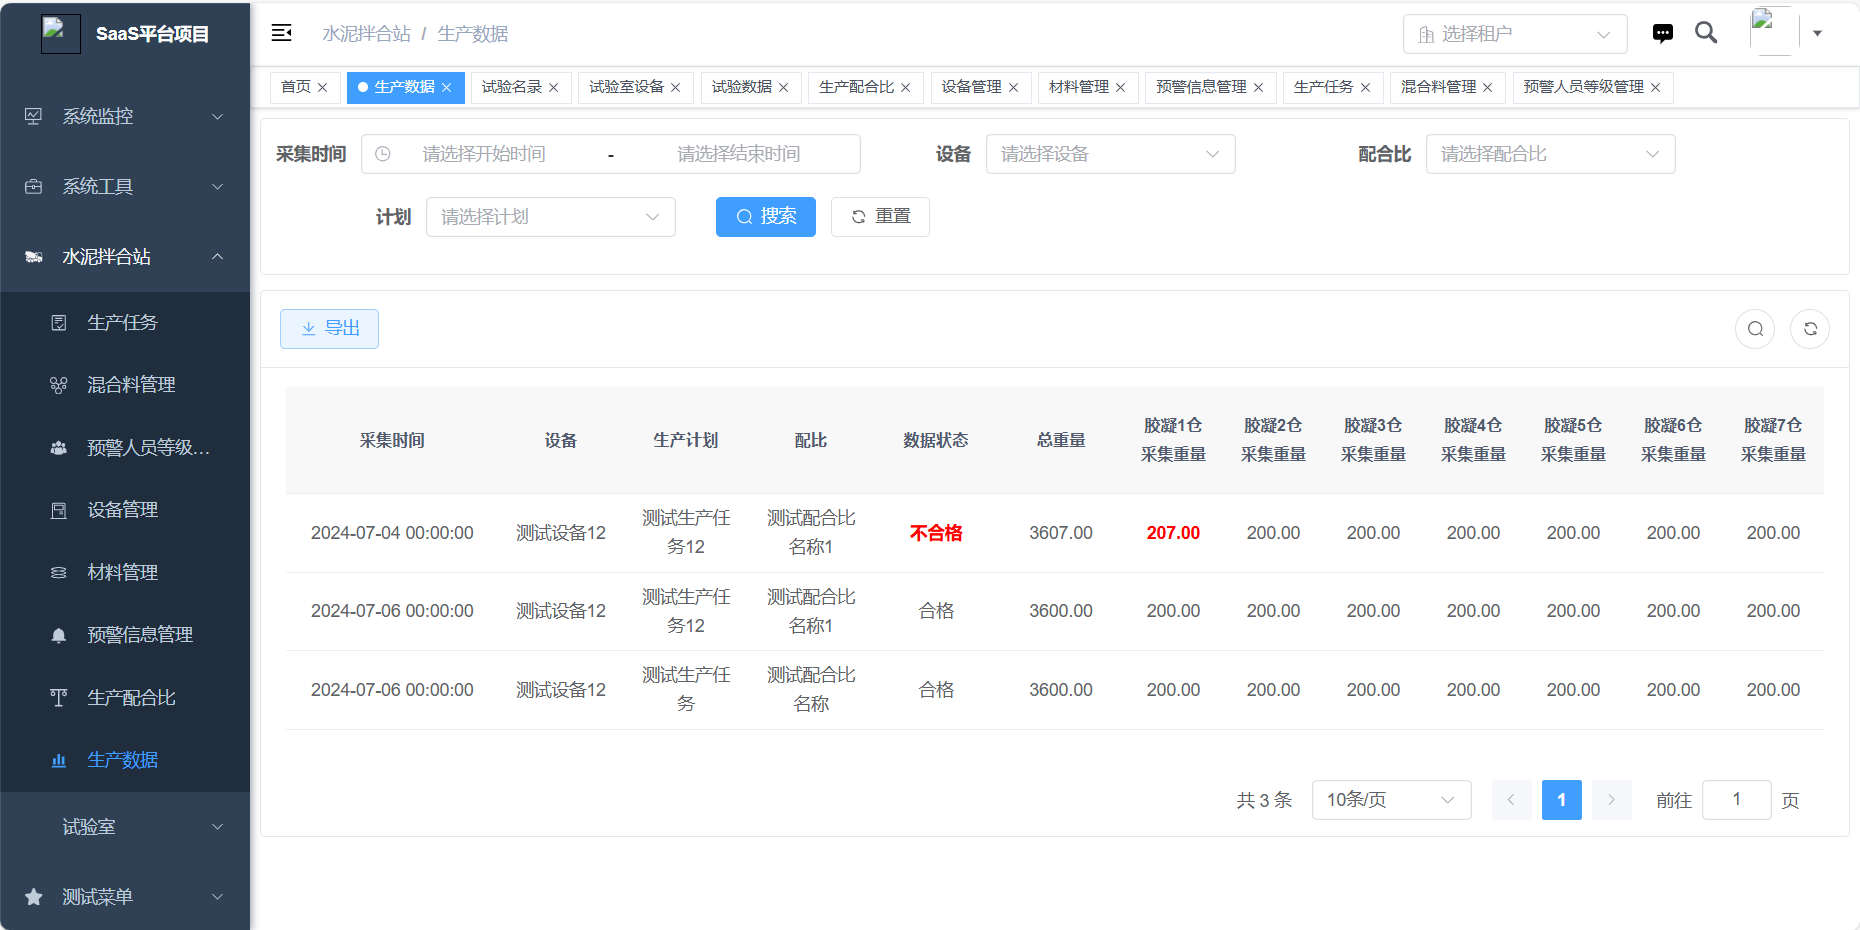 SaaS平台项目
水泥拌合站 / 生产数据
选择租户
首页
生产数据
试验名录
试验室设备
试验数据
生产配合比
设备管理
材料管理
预警信息管理
生产任务
混合料管理
预警人员等级管理
系统监控
系统工具
水泥拌合站
生产任务
混合料管理
预警人员等级...
设备管理
材料管理
预警信息管理
生产配合比
生产数据
试验室
测试菜单
采集时间 请选择开始时间 - 请选择结束时间
设备 请选择设备
配合比 请选择配合比
计划 请选择计划
搜索
重置
导出
采集时间 设备 生产计划 配比 数据状态 总重量 胶凝1仓采集重量 胶凝2仓采集重量 胶凝3仓采集重量 胶凝4仓采集重量 胶凝5仓采集重量 胶凝6仓采集重量 胶凝7仓采集重量
2024-07-04 00:00:00 测试设备12 测试生产任务12 测试配合比名称1 不合格 3607.00 207.00 200.00 200.00 200.00 200.00 200.00 200.00
2024-07-06 00:00:00 测试设备12 测试生产任务12 测试配合比名称1 合格 3600.00 200.00 200.00 200.00 200.00 200.00 200.00 200.00
2024-07-06 00:00:00 测试设备12 测试生产任务 测试配合比名称 合格 3600.00 200.00 200.00 200.00 200.00 200.00 200.00 200.00
共 3 条 10条/页 1 前往 1 页